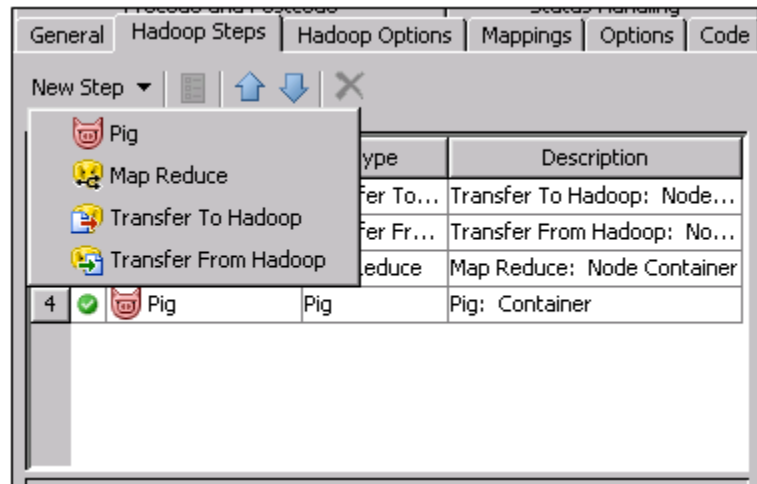 General Hadoop Steps Hadoop Options Mappings Options Code
New Step
Pig
Map Reduce
Transfer To Hadoop
Transfer From Hadoop
ype Description
fer To... Transfer To Hadoop: Node...
fer Fr... Transfer From Hadoop: No...
educe Map Reduce: Node Container
4 Pig Pig Pig: Container